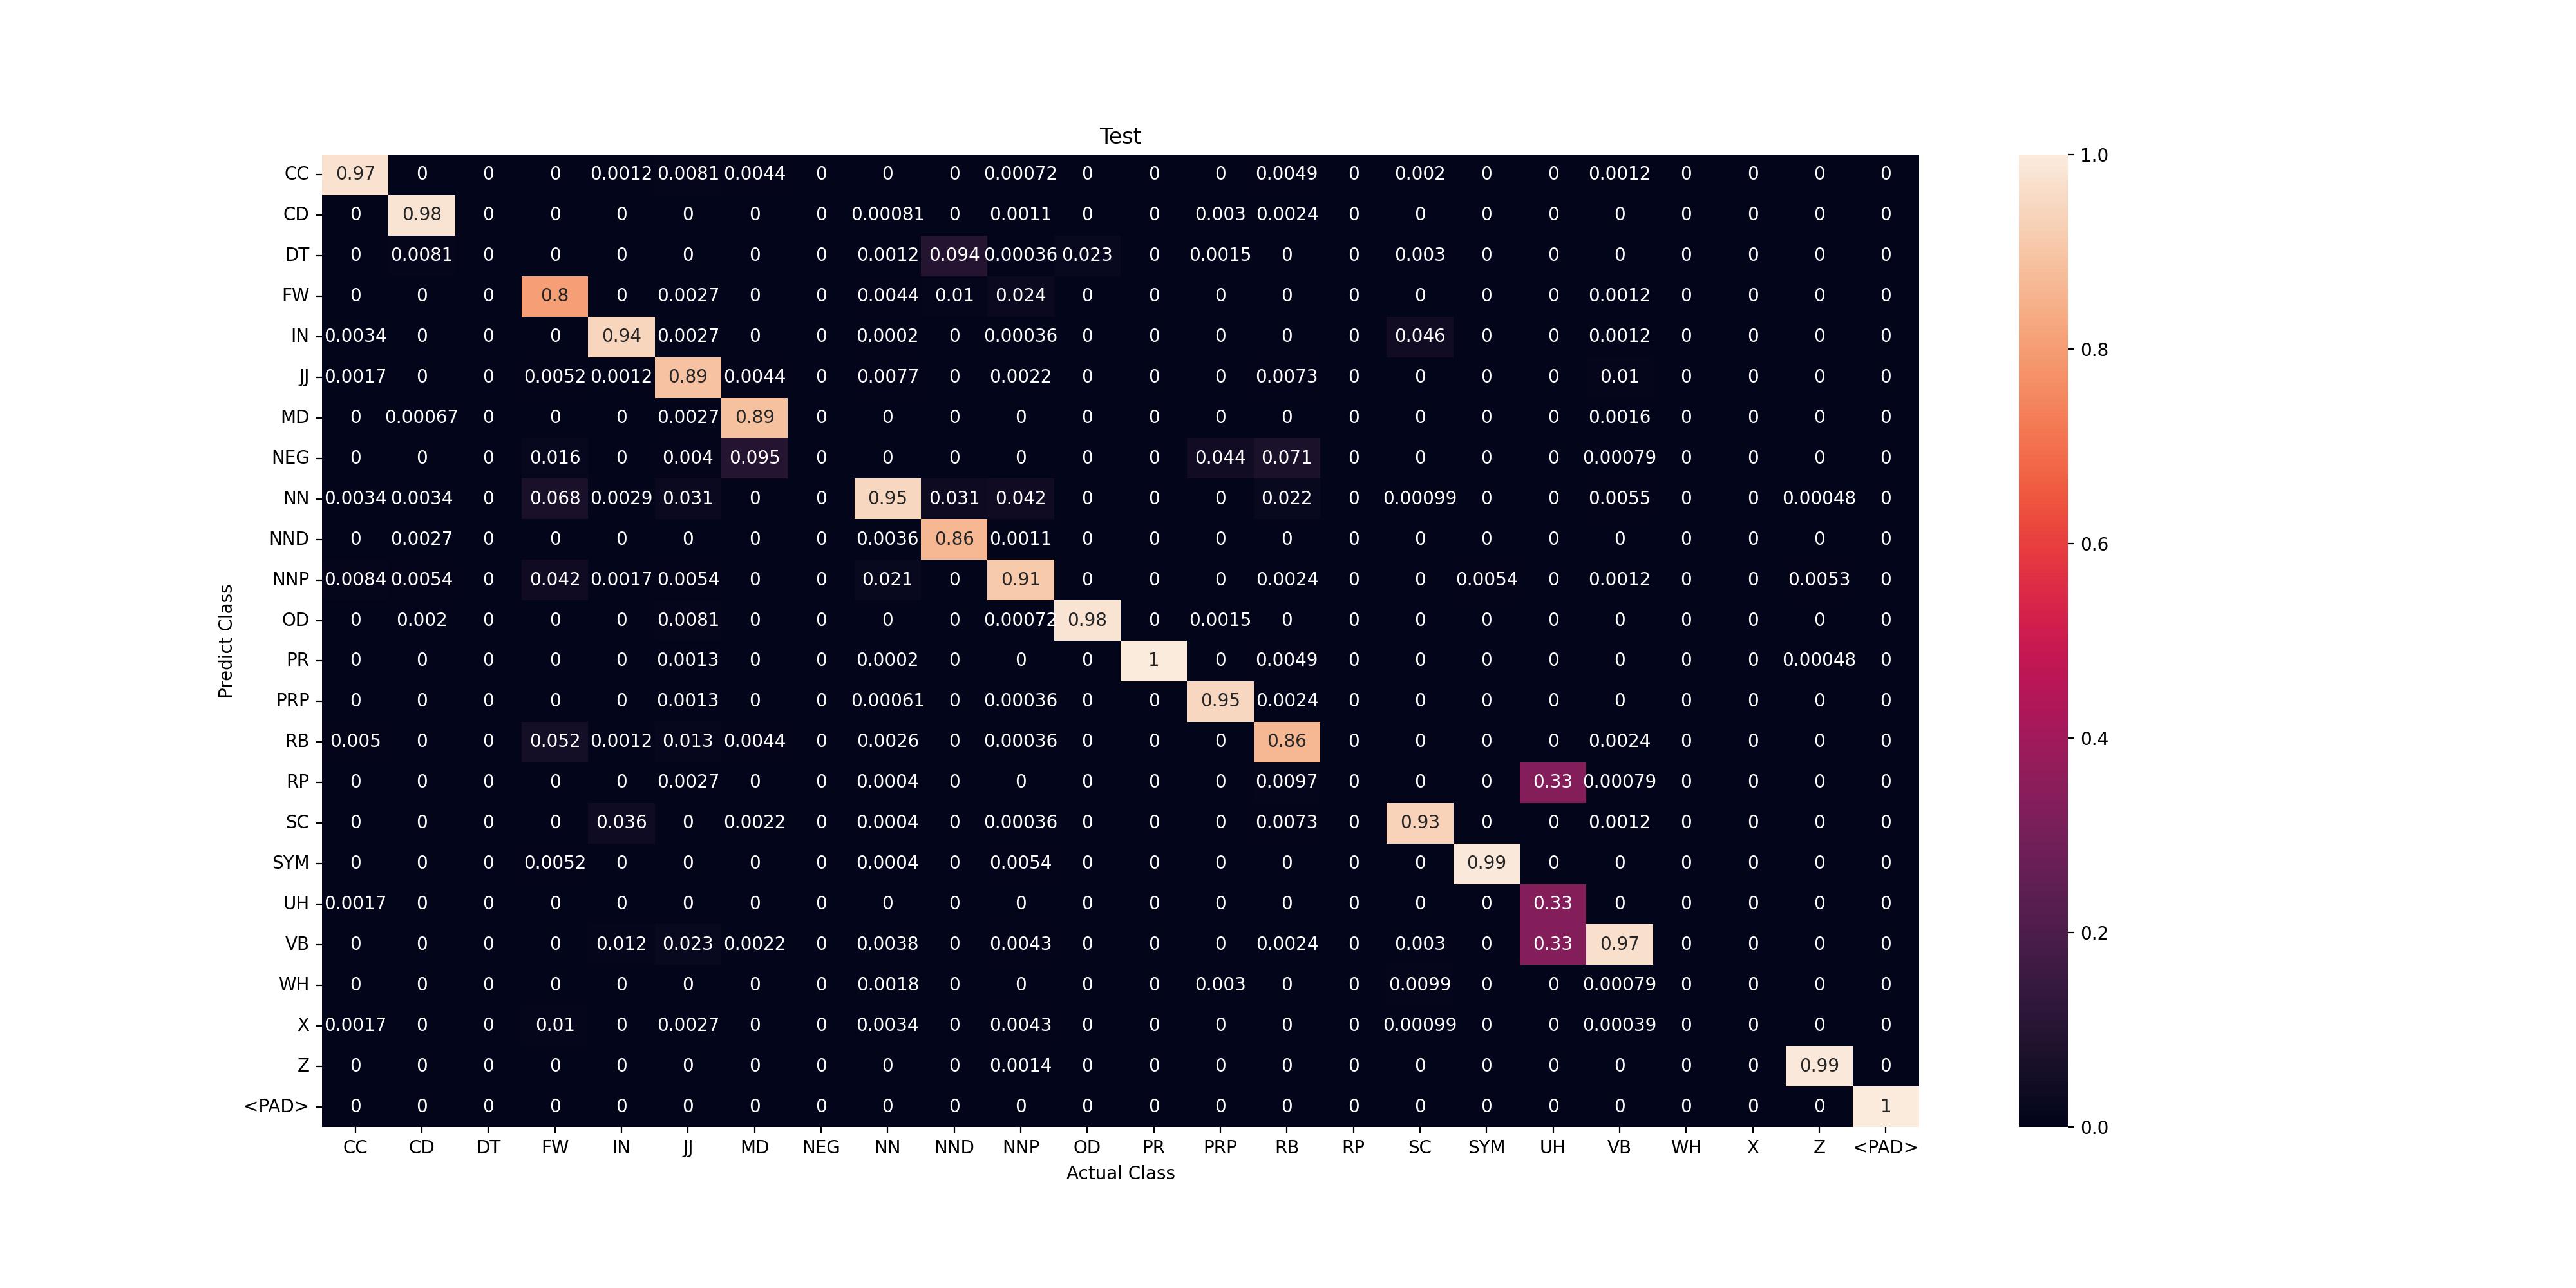 Test
CC 0.97 0 0 0 0.0012 0.0081 0.0044 0 0 0 0.00072 0 0 0 0.0049 0 0.002 0 0 0.0012 0 0 0 0
CD 0 0.98 0 0 0 0 0 0 0.00081 0 0.0011 0 0 0.003 0.0024 0 0 0 0 0 0 0 0 0
DT 0 0.0081 0 0 0 0 0 0 0.0012 0.094 0.00036 0.023 0 0.0015 0 0 0.003 0 0 0 0 0 0 0
FW 0 0 0 0.8 0 0.0027 0 0 0.0044 0.01 0.024 0 0 0 0 0 0 0 0 0.0012 0 0 0 0
IN 0.0034 0 0 0 0.94 0.0027 0 0 0.0002 0 0.00036 0 0 0 0 0 0.046 0 0 0.0012 0 0 0 0
JJ 0.0017 0 0 0.0052 0.0012 0.89 0.0044 0 0.0077 0 0.0022 0 0 0 0.0073 0 0 0 0 0.01 0 0 0 0
MD 0 0.00067 0 0 0 0.0027 0.89 0 0 0 0 0 0 0 0 0 0 0 0 0.0016 0 0 0 0
NEG 0 0 0 0.016 0 0.004 0.095 0 0 0 0 0 0 0.044 0.071 0 0 0 0 0.00079 0 0 0 0
NN 0.0034 0.0034 0 0.068 0.0029 0.031 0 0 0.95 0.031 0.042 0 0 0 0.022 0 0.00099 0 0 0.0055 0 0 0.00048 0
NND 0 0.0027 0 0 0 0 0 0 0.0036 0.86 0.0011 0 0 0 0 0 0 0 0 0 0 0 0 0
NNP 0.0084 0.0054 0 0.042 0.0017 0.0054 0 0 0.021 0 0.91 0 0 0 0.0024 0 0 0.0054 0 0.0012 0 0 0.0053 0
OD 0 0.002 0 0 0 0.0081 0 0 0 0 0.00072 0.98 0 0.0015 0 0 0 0 0 0 0 0 0 0
PR 0 0 0 0 0 0.0013 0 0 0.0002 0 0 0 1 0 0.0049 0 0 0 0 0 0 0 0.00048 0
PRP 0 0 0 0 0 0.0013 0 0 0.00061 0 0.00036 0 0 0.95 0.0024 0 0 0 0 0 0 0 0 0
RB 0.005 0 0 0.052 0.0012 0.013 0.0044 0 0.0026 0 0.00036 0 0 0 0.86 0 0 0 0 0.0024 0 0 0 0
RP 0 0 0 0 0 0.0027 0 0 0.0004 0 0 0 0 0 0.0097 0 0 0 0.33 0.00079 0 0 0 0
SC 0 0 0 0 0.036 0 0.0022 0 0.0004 0 0.00036 0 0 0 0.0073 0 0.93 0 0 0.0012 0 0 0 0
SYM 0 0 0 0.0052 0 0 0 0 0.0004 0 0.0054 0 0 0 0 0 0 0.99 0 0 0 0 0 0
UH 0.0017 0 0 0 0 0 0 0 0 0 0 0 0 0 0 0 0 0 0.33 0 0 0 0 0
VB 0 0 0 0 0.012 0.023 0.0022 0 0.0038 0 0.0043 0 0 0 0.0024 0 0.003 0 0.33 0.97 0 0 0 0
WH 0 0 0 0 0 0 0 0 0.0018 0 0 0 0 0.003 0 0 0.0099 0 0 0.00079 0 0 0 0
X 0.0017 0 0 0.01 0 0.0027 0 0 0.0034 0 0.0043 0 0 0 0 0 0.00099 0 0 0.00039 0 0 0 0
Z 0 0 0 0 0 0 0 0 0 0 0.0014 0 0 0 0 0 0 0 0 0 0 0 0.99 0
<PAD> 0 0 0 0 0 0 0 0 0 0 0 0 0 0 0 0 0 0 0 0 0 0 0 1
CC CD DT FW IN JJ MD NEG NN NND NNP OD PR PRP RB RP SC SYM UH VB WH X Z <PAD>
Actual Class
Predict Class
1.0
0.8
0.6
0.4
0.2
0.0